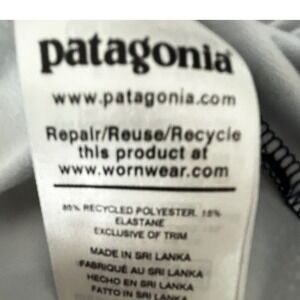 patagonia
www.patagonia.com
Repair/Reuse/Recycle
this product at
www.wornwear.com
85% RECYCLED POLYESTER. 15%
ELASTANE
EXCLUSIVE OF TRIM
MADE IN SRI LANKA
FABRIQUÉ AU SRI LANKA
HECHO EN SRI LANKA
FATTO IN SRI LANKA